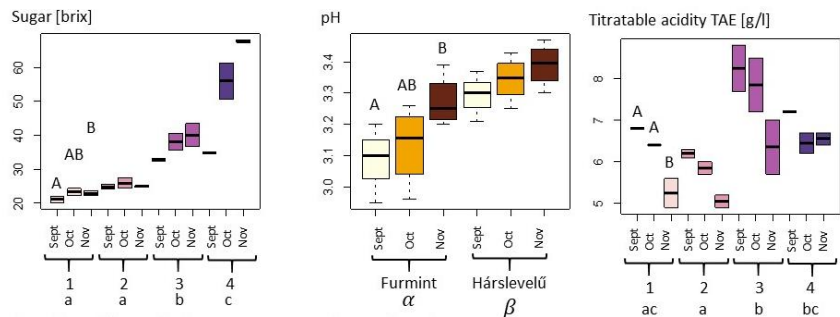 Sugar [brix]
60
50
40
30
20
A
AB
B
Sept
Oct
Nov
Sept
Oct
Nov
Sept
Oct
Nov
Sept
Oct
Nov
1 2 3 4
a a b c
pH
3.4
3.3
3.2
3.1
3.0
A
AB
B
Sept
Oct
Nov
Sept
Oct
Nov
Furmint Hárslevelű
α β
Titratable acidity TAE [g/l]
8
7
6
5
A
A
B
Sept
Oct
Nov
Sept
Oct
Nov
Sept
Oct
Nov
Sept
Oct
Nov
1 2 3 4
ac a b bc